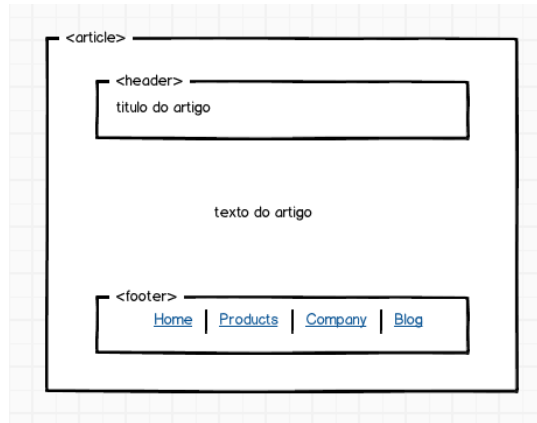 <article>
<header>
titulo do artigo
texto do artigo
<footer>
Home | Products | Company | Blog